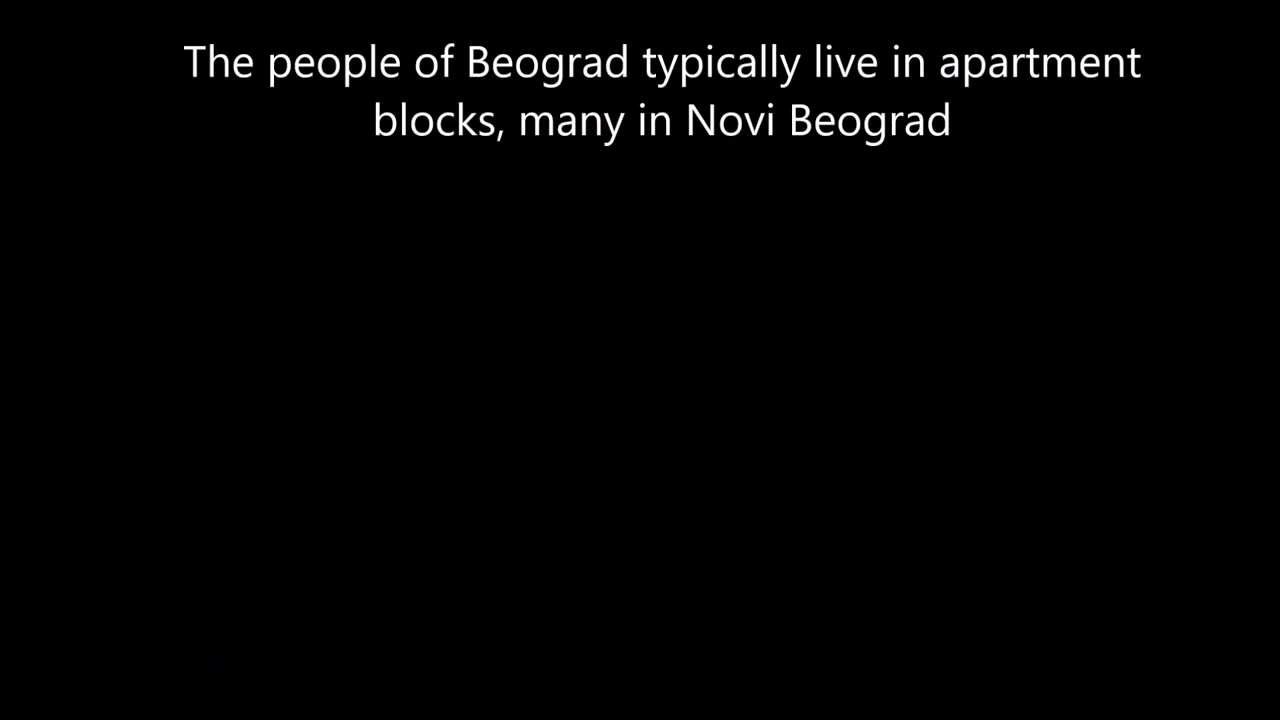 The people of Beograd typically live in apartment
blocks, many in Novi Beograd